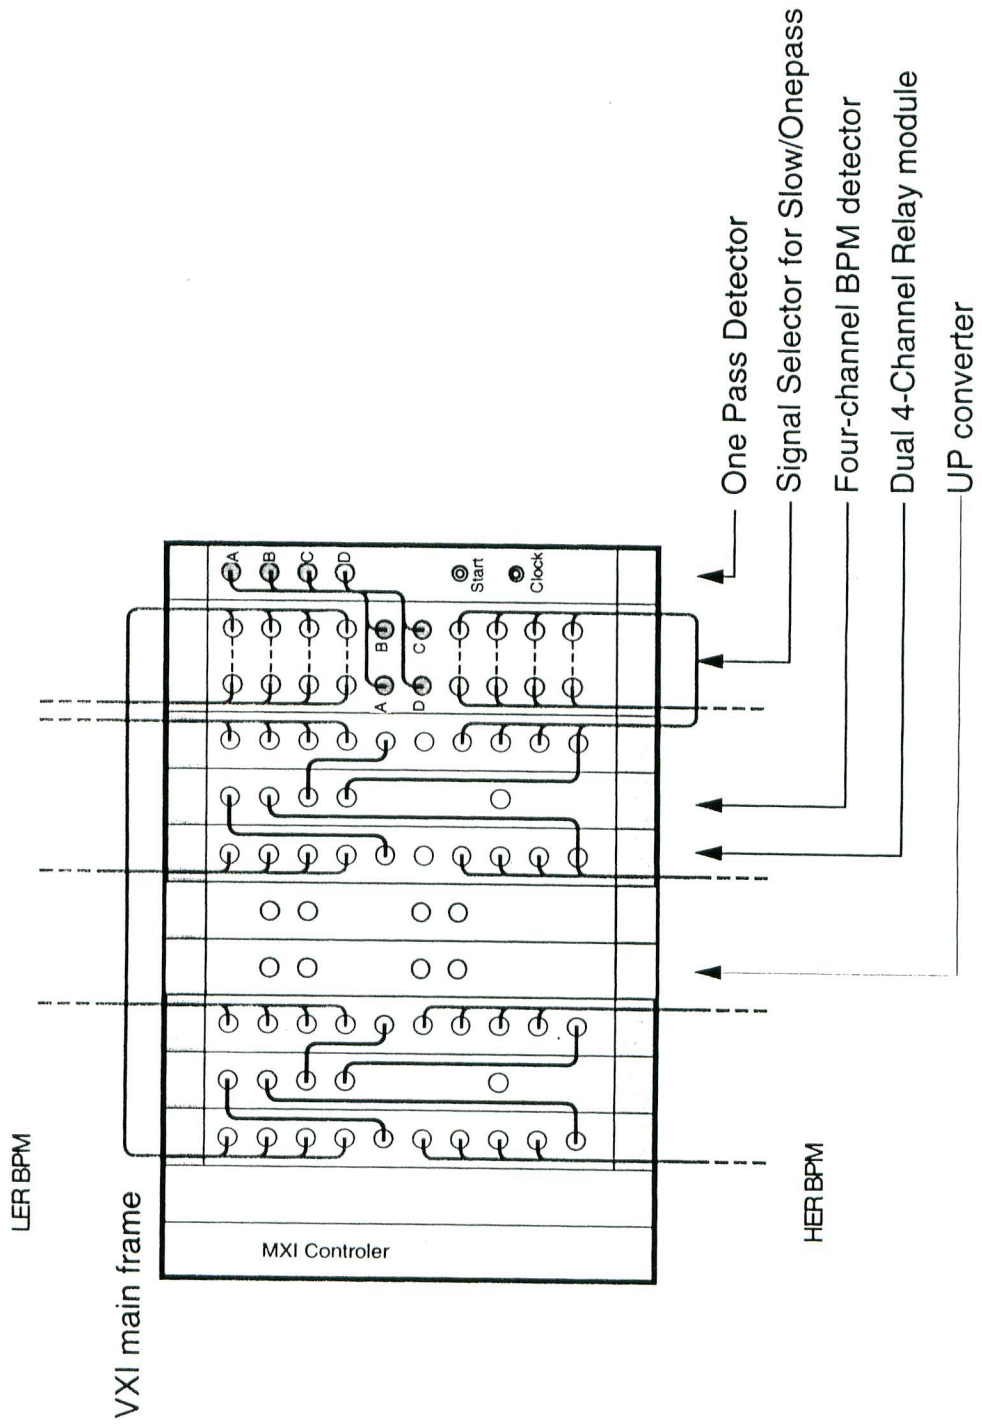 LER BPM
VXI main frame
MXI Controler
A
B
C
D
B
C
A
D
Start
Clock
HER BPM
One Pass Detector
Signal Selector for Slow/Onepass
Four-channel BPM detector
Dual 4-Channel Relay module
UP converter